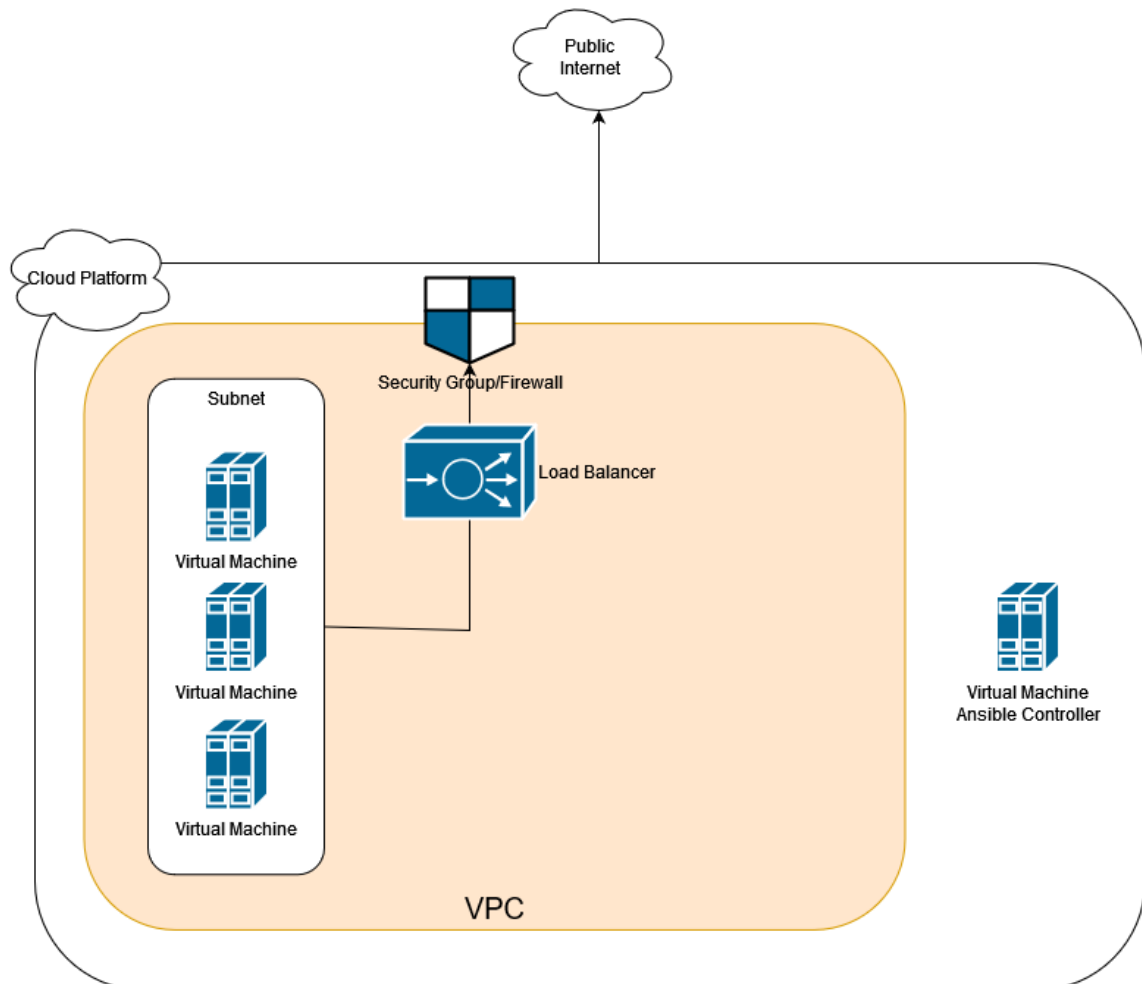 Public
Internet
Cloud Platform
Security Group/Firewall
Subnet
Load Balancer
Virtual Machine
Virtual Machine
Virtual Machine
Ansible Controller
Virtual Machine
VPC